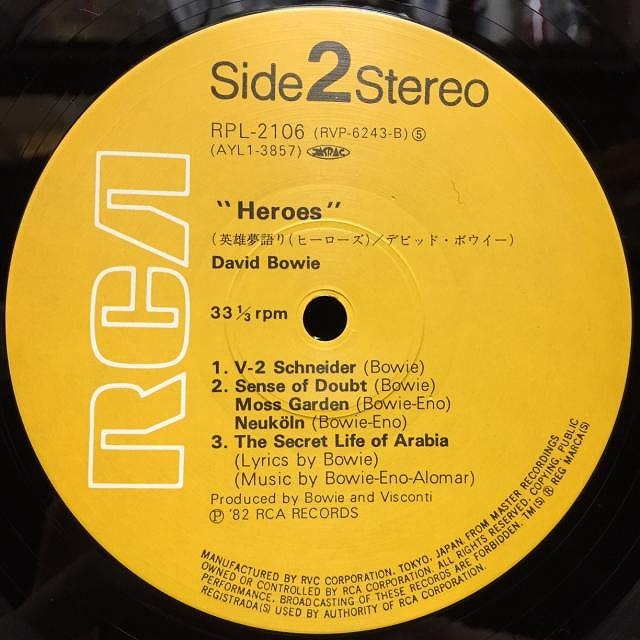 Side 2 Stereo
RPL-2106 (RVP-6243-B) ⑤
(AYL1-3857) JASRAC
RCA
"Heroes"
(英雄夢語り(ヒーローズ)／デビッド・ボウイー)
David Bowie
33 1/3 rpm
1. V-2 Schneider (Bowie)
2. Sense of Doubt (Bowie)
Moss Garden (Bowie-Eno)
Neuköln (Bowie-Eno)
3. The Secret Life of Arabia
(Lyrics by Bowie)
(Music by Bowie-Eno-Alomar)
Produced by Bowie and Visconti
Ⓟ '82 RCA RECORDS
MANUFACTURED BY RVC CORPORATION, TOKYO, JAPAN, FROM MASTER RECORDINGS
OWNED OR CONTROLLED BY RCA CORPORATION. ALL RIGHTS RESERVED. COPYING, PUBLIC
PERFORMANCE, BROADCASTING OF THESE RECORDS ARE FORBIDDEN. TM(S) ® REG MARCA(S)
REGISTRADA(S) USED BY AUTHORITY OF RCA CORPORATION.